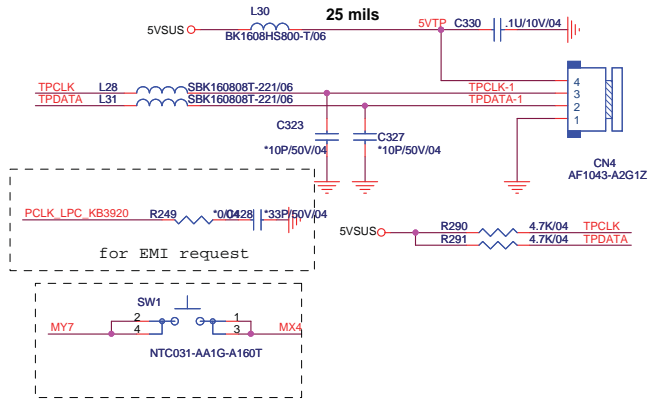 L30
25 mils
5VSUS
BK1608HS800-T/06
5VTP
C330
.1U/10V/04
TPCLK
L28
SBK160808T-221/06
TPCLK-1
TPDATA
L31
SBK160808T-221/06
TPDATA-1
4
3
2
1
C323
*10P/50V/04
C327
*10P/50V/04
CN4
AF1043-A2G1Z
PCLK_LPC_KB3920
R249
*0/04
C428
*33P/50V/04
for EMI request
5VSUS
R290
4.7K/04
TPCLK
R291
4.7K/04
TPDATA
SW1
MY7
2
4
1
3
MX4
NTC031-AA1G-A160T